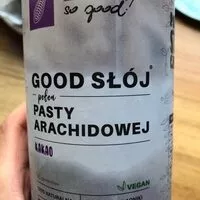 so good!
GOOD SŁÓJ
pełen
PASTY
ARACHIDOWEJ
KAKAO
VEGAN